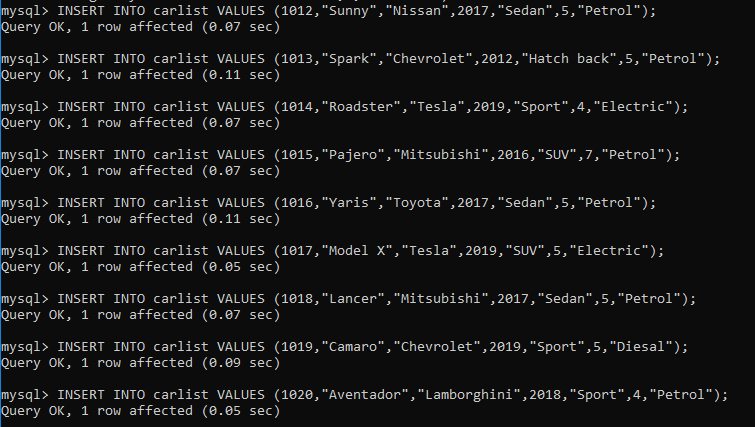 mysql> INSERT INTO carlist VALUES (1012,"Sunny","Nissan",2017,"Sedan",5,"Petrol");
Query OK, 1 row affected (0.07 sec)
mysql> INSERT INTO carlist VALUES (1013,"Spark","Chevrolet",2012,"Hatch back",5,"Petrol");
Query OK, 1 row affected (0.11 sec)
mysql> INSERT INTO carlist VALUES (1014,"Roadster","Tesla",2019,"Sport",4,"Electric");
Query OK, 1 row affected (0.07 sec)
mysql> INSERT INTO carlist VALUES (1015,"Pajero","Mitsubishi",2016,"SUV",7,"Petrol");
Query OK, 1 row affected (0.07 sec)
mysql> INSERT INTO carlist VALUES (1016,"Yaris","Toyota",2017,"Sedan",5,"Petrol");
Query OK, 1 row affected (0.11 sec)
mysql> INSERT INTO carlist VALUES (1017,"Model X","Tesla",2019,"SUV",5,"Electric");
Query OK, 1 row affected (0.05 sec)
mysql> INSERT INTO carlist VALUES (1018,"Lancer","Mitsubishi",2017,"Sedan",5,"Petrol");
Query OK, 1 row affected (0.07 sec)
mysql> INSERT INTO carlist VALUES (1019,"Camaro","Chevrolet",2019,"Sport",5,"Diesal");
Query OK, 1 row affected (0.09 sec)
mysql> INSERT INTO carlist VALUES (1020,"Aventador","Lamborghini",2018,"Sport",4,"Petrol");
Query OK, 1 row affected (0.05 sec)